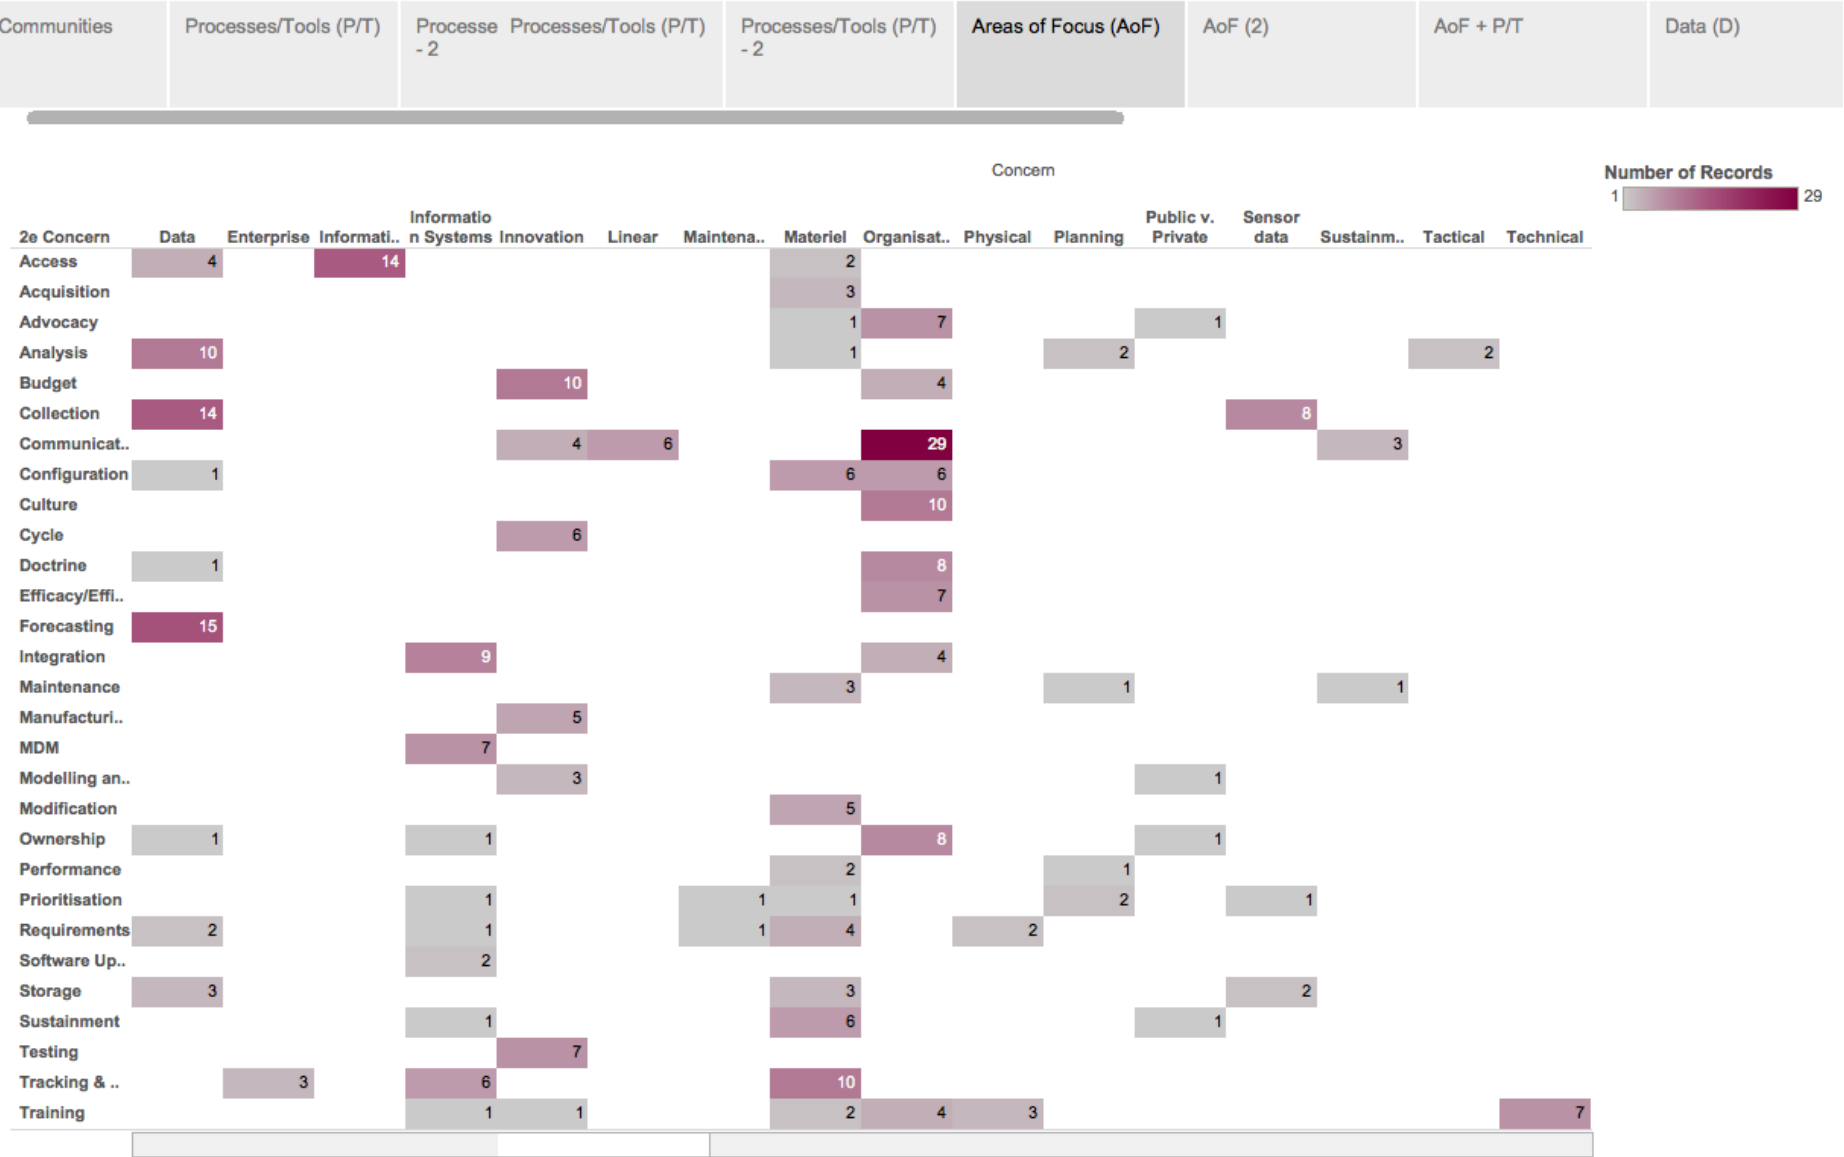 Communities
Processes/Tools (P/T)
Processe
- 2
Processes/Tools (P/T)
Processes/Tools (P/T)
- 2
Areas of Focus (AoF)
AoF (2)
AoF + P/T
Data (D)
Concern
Number of Records
1 29
2e Concern Data Enterprise Informati.. Informatio n Systems Innovation Linear Maintena.. Materiel Organisat.. Physical Planning Public v. Private Sensor data Sustainm.. Tactical Technical
Access 4 14 2
Acquisition 3
Advocacy 1 7 1
Analysis 10 1 2 2
Budget 10 4
Collection 14 8
Communicat.. 4 6 29 3
Configuration 1 6 6
Culture 10
Cycle 6
Doctrine 1 8
Efficacy/Effi.. 7
Forecasting 15
Integration 9 4
Maintenance 3 1 1
Manufacturi.. 5
MDM 7
Modelling an.. 3 1
Modification 5
Ownership 1 1 8 1
Performance 2 1
Prioritisation 1 1 1 2 1
Requirements 2 1 1 4 2
Software Up.. 2
Storage 3 3 2
Sustainment 1 6 1
Testing 7
Tracking & .. 3 6 10
Training 1 1 2 4 3 7